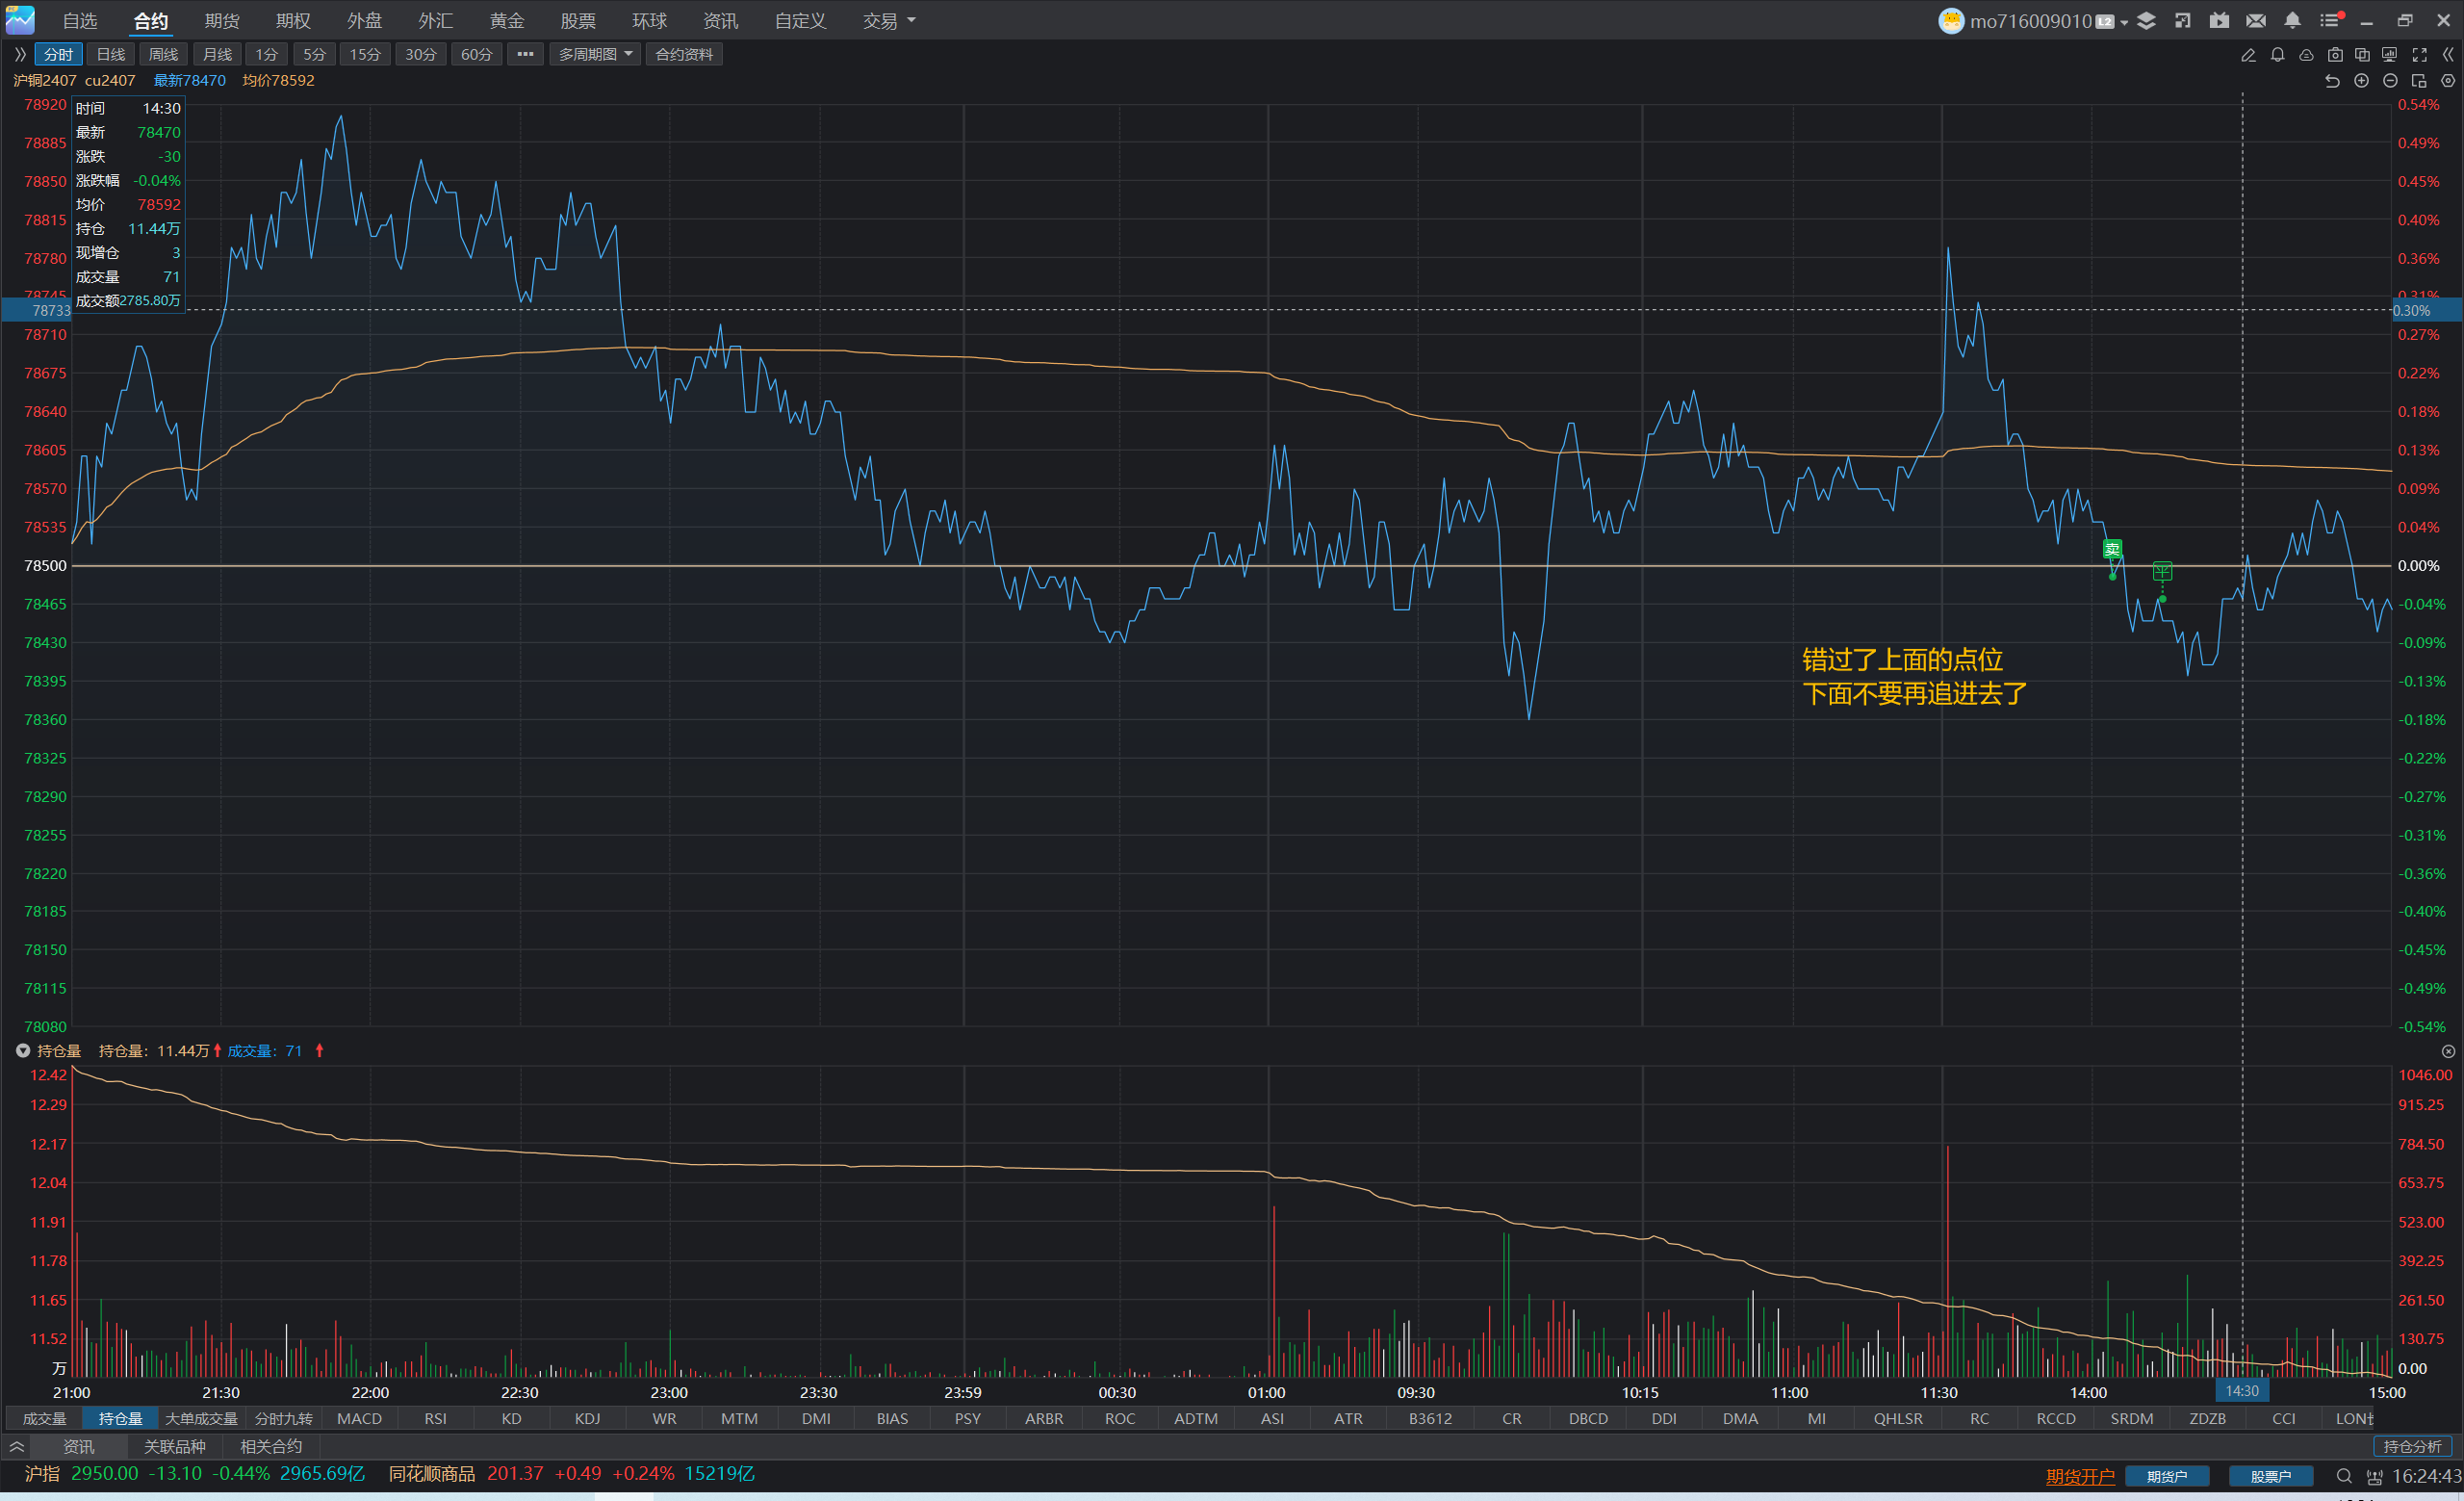 自选 合约 期货 期权 外盘 外汇 黄金 股票 环球 资讯 自定义 交易 mo716009010 L2
分时 日线 周线 月线 1分 5分 15分 30分 60分 ••• 多周期图 合约资料
沪铜2407 cu2407 最新78470 均价78592
78920 0.54%
时间 14:30
最新 78470
78885 0.49%
涨跌 -30
78850 涨跌幅 -0.04% 0.45%
均价 78592
78815 持仓 11.44万 0.40%
78780 现增仓 3 0.36%
成交量 71
78745 成交额2785.80万 0.31%
78733 0.30%
78710 0.27%
78675 0.22%
78640 0.18%
78605 0.13%
78570 0.09%
78535 0.04%
卖
78500 0.00%
平
78465 -0.04%
78430 -0.09%
错过了上面的点位
78395 -0.13%
下面不要再追进去了
78360 -0.18%
78325 -0.22%
78290 -0.27%
78255 -0.31%
78220 -0.36%
78185 -0.40%
78150 -0.45%
78115 -0.49%
78080 -0.54%
持仓量 持仓量：11.44万 成交量：71
12.42 1046.00
12.29 915.25
12.17 784.50
12.04 653.75
11.91 523.00
11.78 392.25
11.65 261.50
11.52 130.75
万 0.00
21:00 21:30 22:00 22:30 23:00 23:30 23:59 00:30 01:00 09:30 10:15 11:00 11:30 14:00 14:30 15:00
成交量 持仓量 大单成交量 分时九转 MACD RSI KD KDJ WR MTM DMI BIAS PSY ARBR ROC ADTM ASI ATR B3612 CR DBCD DDI DMA MI QHLSR RC RCCD SRDM ZDZB CCI
资讯 关联品种 相关合约 持仓分析
沪指 2950.00 -13.10 -0.44% 2965.69亿 同花顺商品 201.37 +0.49 +0.24% 15219亿 期货开户 期货户 股票户 16:24:43